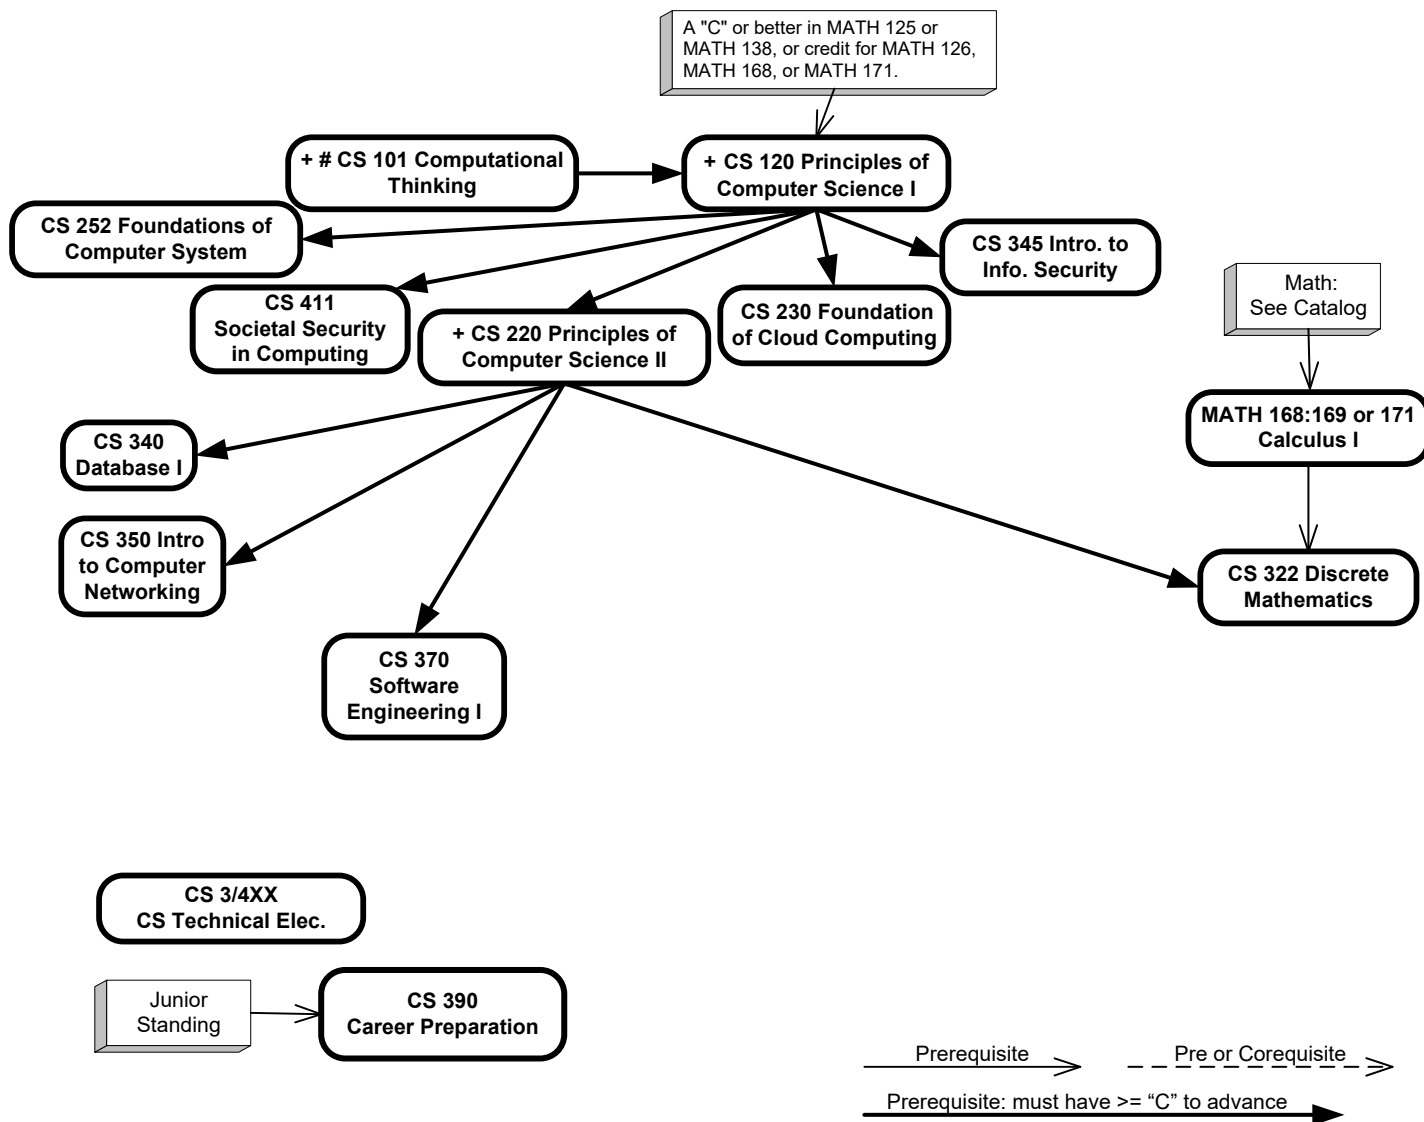 A "C" or better in MATH 125 or
MATH 138, or credit for MATH 126,
MATH 168, or MATH 171.
+ # CS 101 Computational
Thinking
+ CS 120 Principles of
Computer Science I
CS 252 Foundations of
Computer System
CS 345 Intro. to
Info. Security
CS 411
Societal Security
in Computing
+ CS 220 Principles of
Computer Science II
CS 230 Foundation
of Cloud Computing
Math:
See Catalog
MATH 168:169 or 171
Calculus I
CS 340
Database I
CS 350 Intro
to Computer
Networking
CS 322 Discrete
Mathematics
CS 370
Software
Engineering I
CS 3/4XX
CS Technical Elec.
Junior
Standing
CS 390
Career Preparation
Prerequisite
Pre or Corequisite
Prerequisite: must have >= “C” to advance